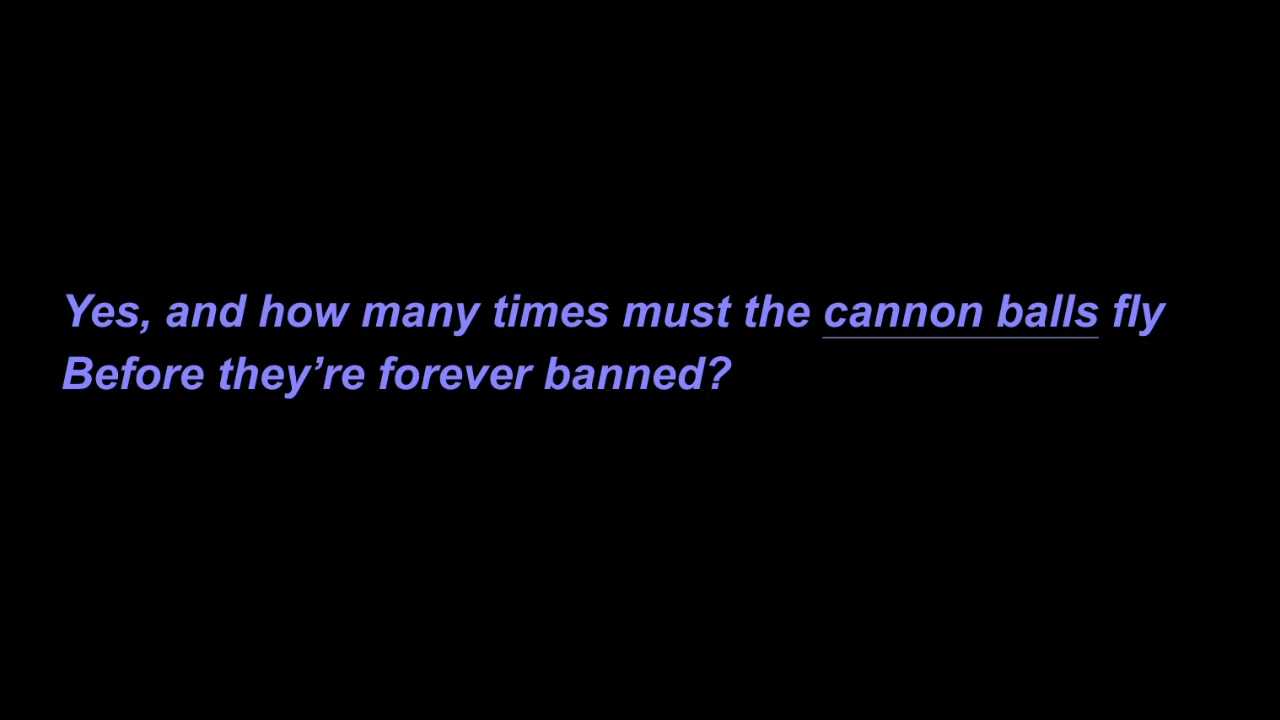 Yes, and how many times must the cannon balls fly
Before they’re forever banned?